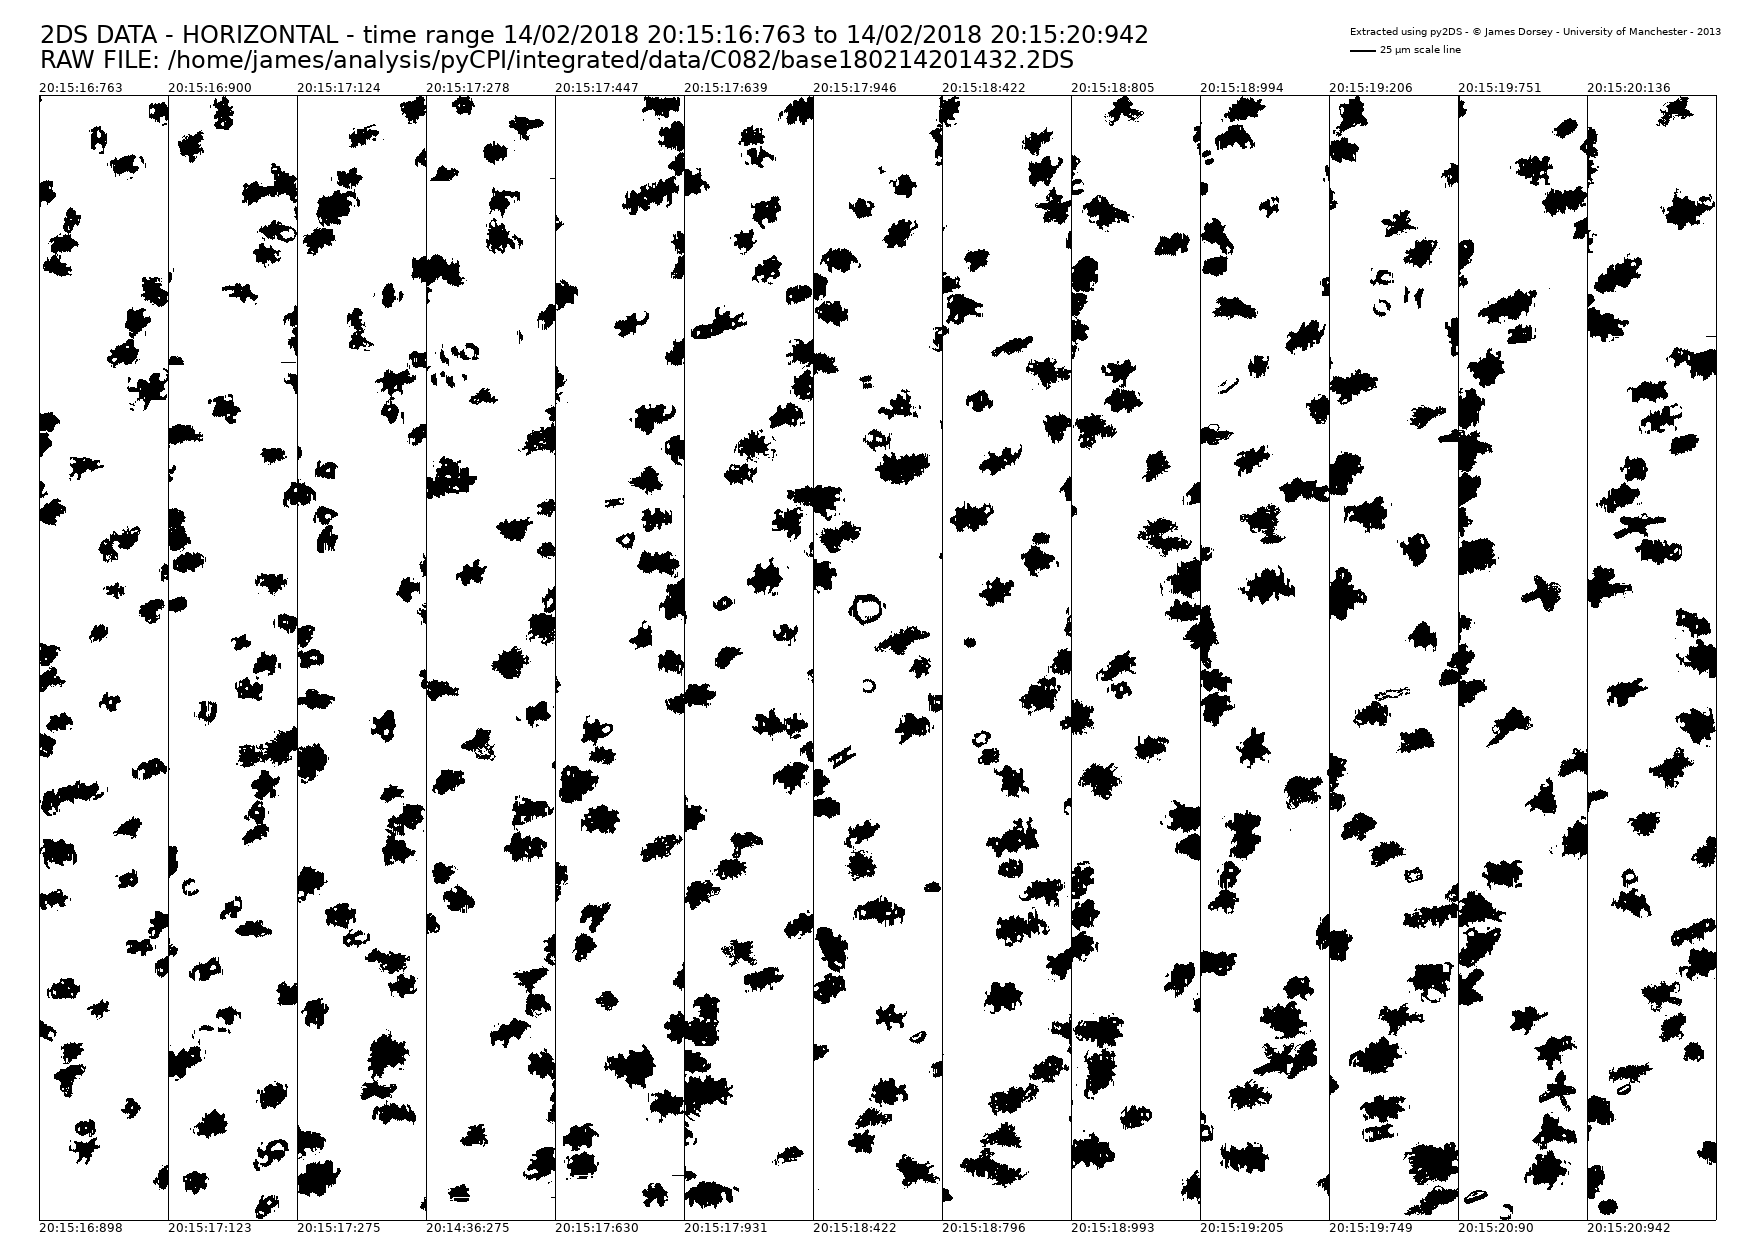 2DS DATA - HORIZONTAL - time range 14/02/2018 20:15:16:763 to 14/02/2018 20:15:20:942
RAW FILE: /home/james/analysis/pyCPI/integrated/data/C082/base180214201432.2DS
Extracted using py2DS - © James Dorsey - University of Manchester - 2013
25 µm scale line
20:15:16:763 20:15:16:900 20:15:17:124 20:15:17:278 20:15:17:447 20:15:17:639 20:15:17:946 20:15:18:422 20:15:18:805 20:15:18:994 20:15:19:206 20:15:19:751 20:15:20:136
20:15:16:898 20:15:17:123 20:15:17:275 20:14:36:275 20:15:17:630 20:15:17:931 20:15:18:422 20:15:18:796 20:15:18:993 20:15:19:205 20:15:19:749 20:15:20:90 20:15:20:942